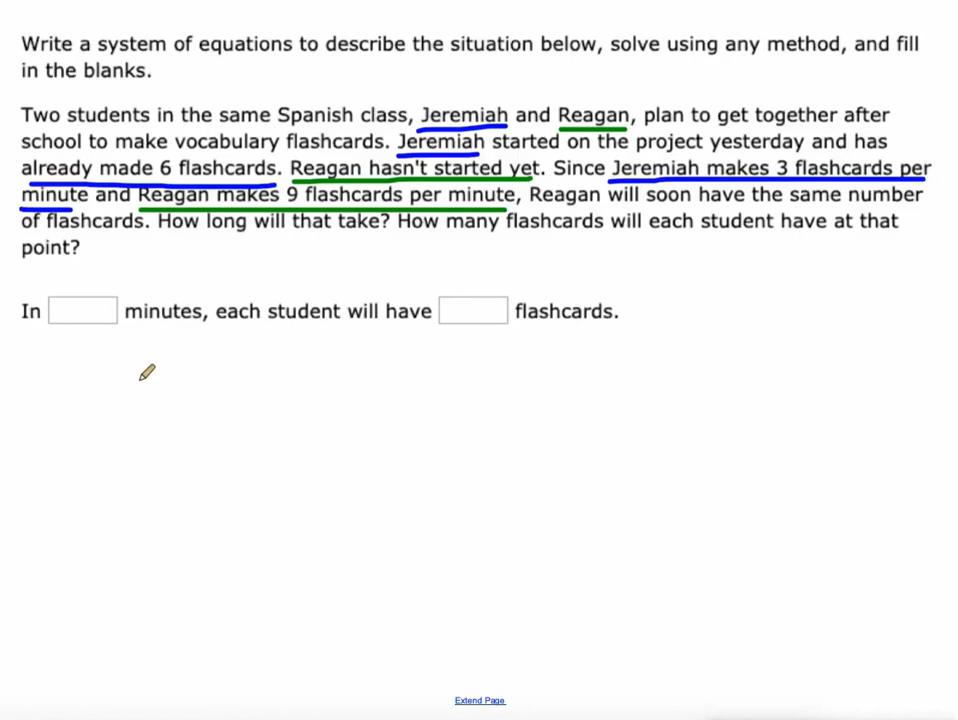 Write a system of equations to describe the situation below, solve using any method, and fill
in the blanks.
Two students in the same Spanish class, Jeremiah and Reagan, plan to get together after
school to make vocabulary flashcards. Jeremiah started on the project yesterday and has
already made 6 flashcards. Reagan hasn't started yet. Since Jeremiah makes 3 flashcards per
minute and Reagan makes 9 flashcards per minute, Reagan will soon have the same number
of flashcards. How long will that take? How many flashcards will each student have at that
point?
In minutes, each student will have flashcards.
Extend Page